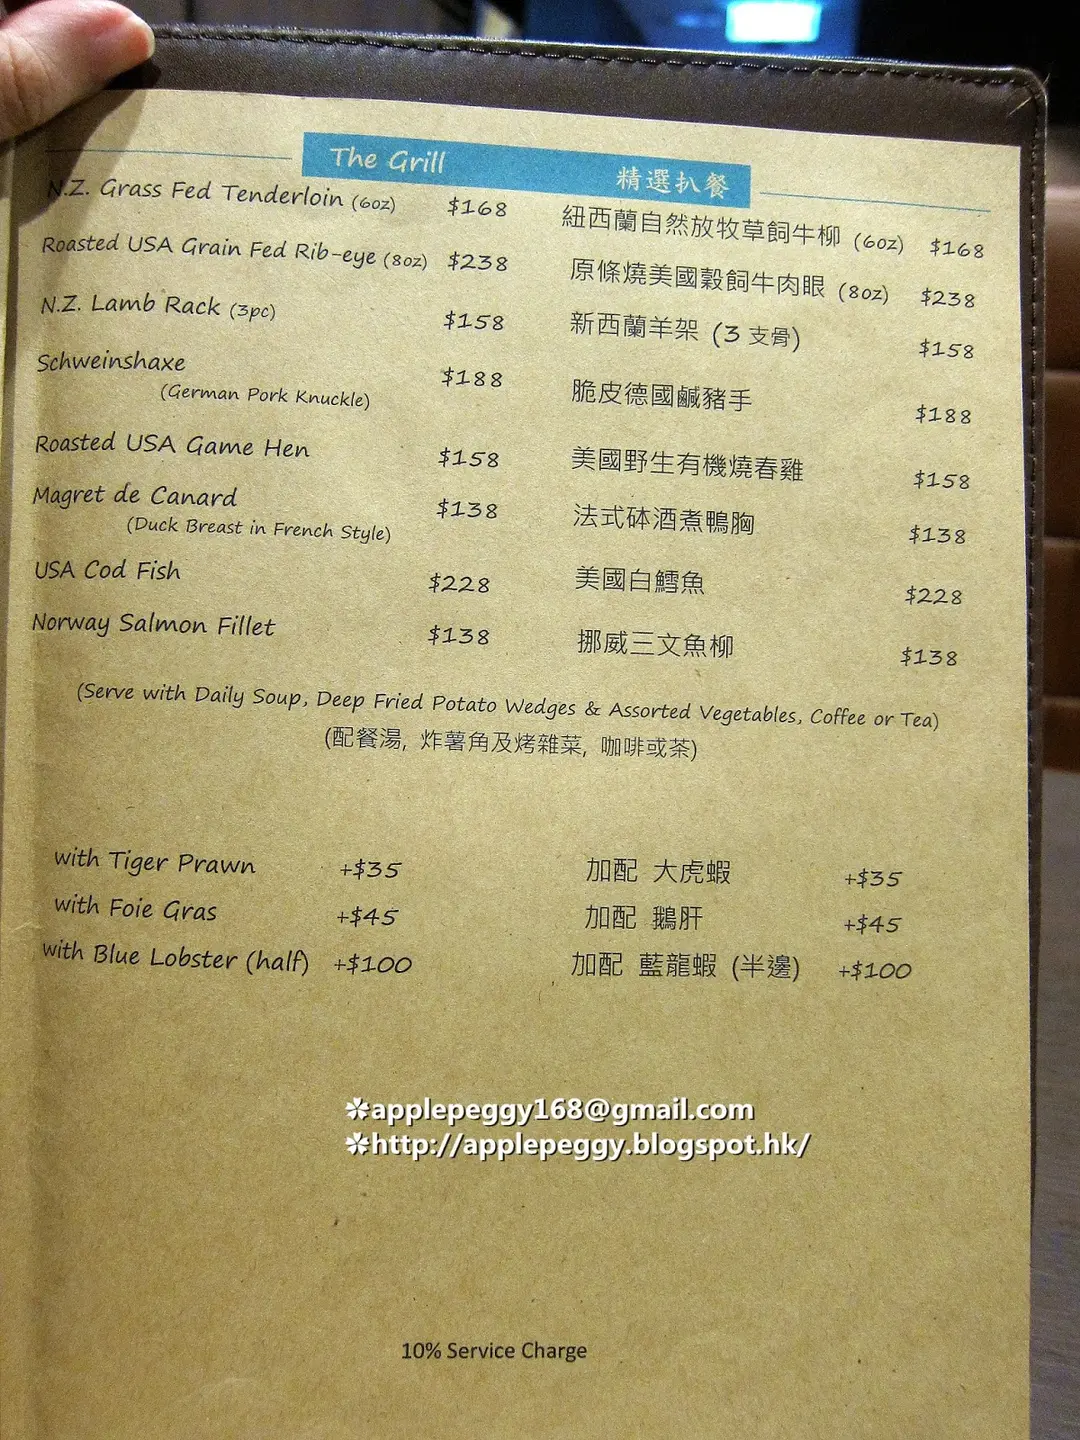 The Grill 精選扒餐
N.Z. Grass Fed Tenderloin (6oz) $168 紐西蘭自然放牧草飼牛柳 (6oz) $168
Roasted USA Grain Fed Rib-eye (8oz) $238 原條燒美國穀飼牛肉眼 (8oz) $238
N.Z. Lamb Rack (3pc) $158 新西蘭羊架 (3 支骨) $158
Schweinshaxe $188 脆皮德國鹹豬手 $188
(German Pork Knuckle)
Roasted USA Game Hen $158 美國野生有機燒春雞 $158
Magret de Canard $138 法式砵酒煮鴨胸 $138
(Duck Breast in French Style)
USA Cod Fish $228 美國白鱈魚 $228
Norway Salmon Fillet $138 挪威三文魚柳 $138
(Serve with Daily Soup, Deep Fried Potato Wedges & Assorted Vegetables, Coffee or Tea)
(配餐湯, 炸薯角及烤雜菜, 咖啡或茶)
with Tiger Prawn +$35 加配 大虎蝦 +$35
with Foie Gras +$45 加配 鵝肝 +$45
with Blue Lobster (half) +$100 加配 藍龍蝦 (半邊) +$100
✽applepeggy168@gmail.com
✽http://applepeggy.blogspot.hk/
10% Service Charge